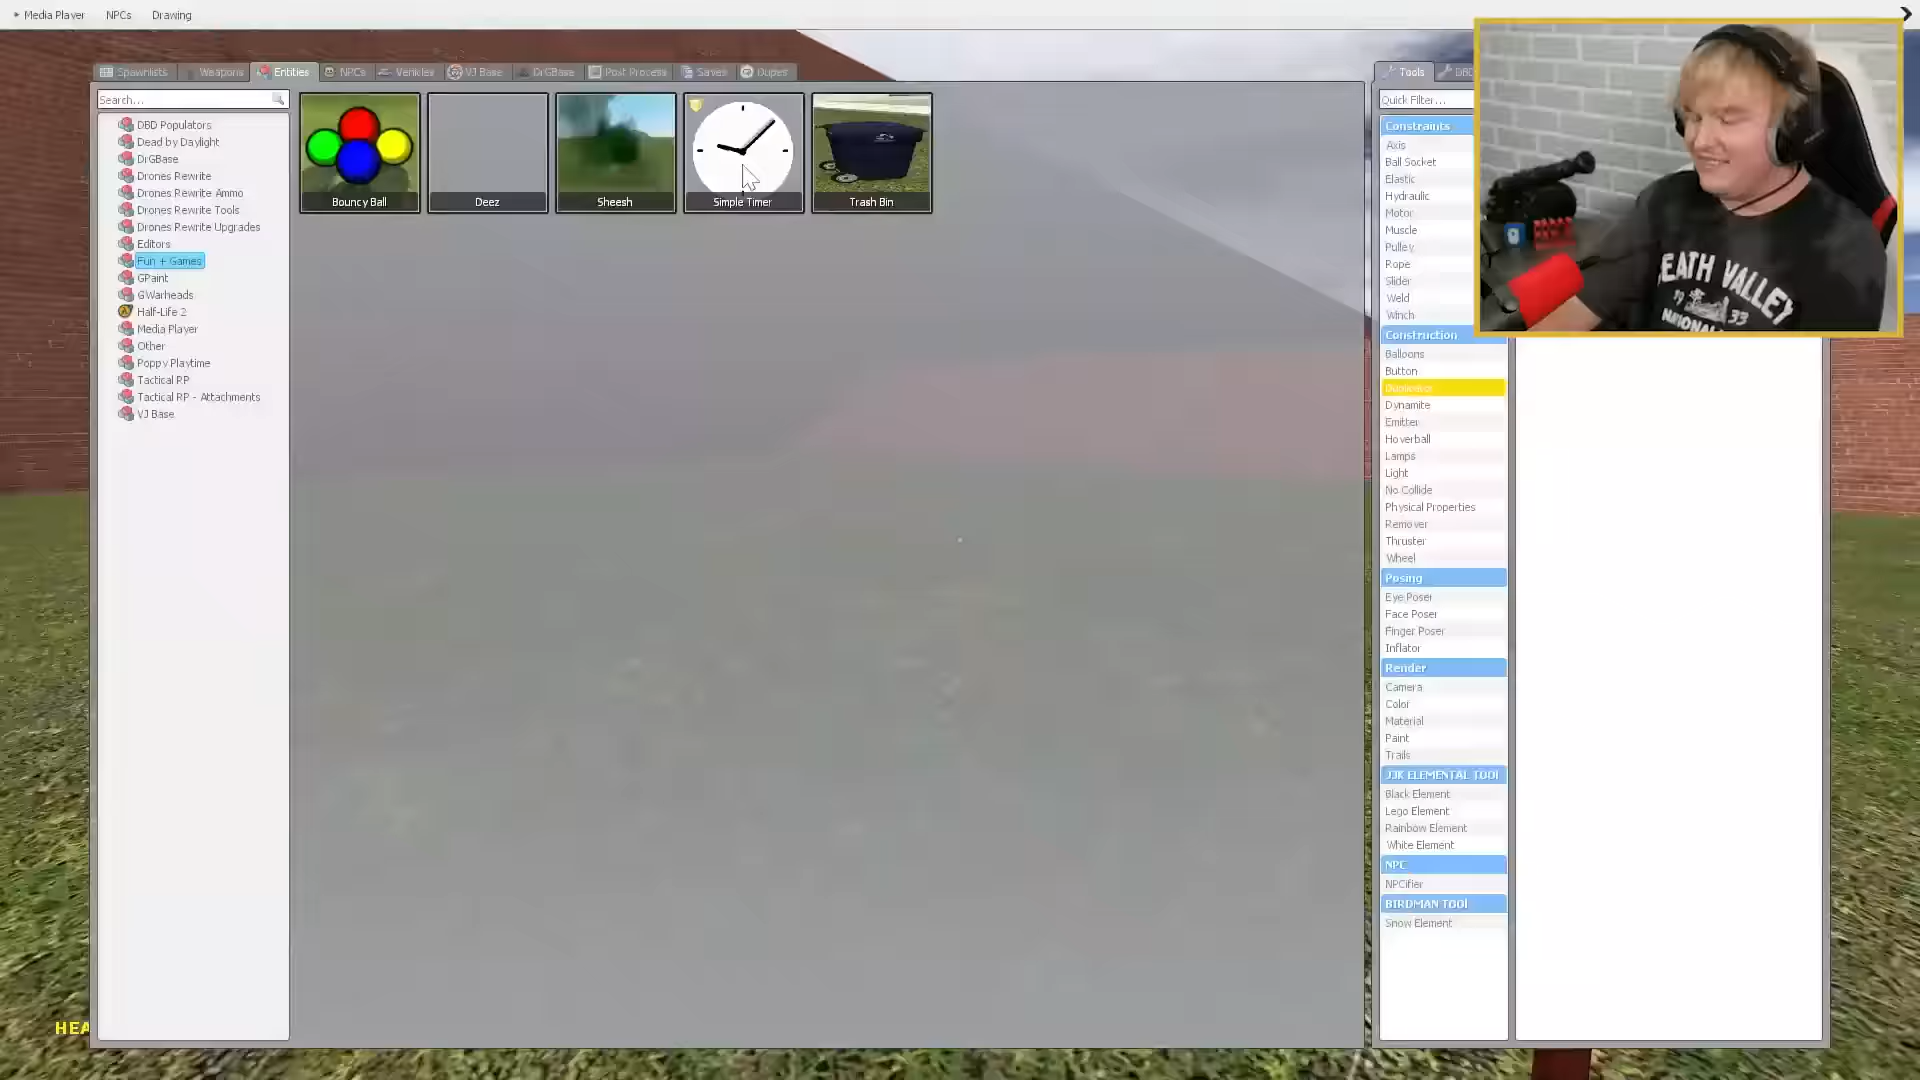 Media Player NPCs Drawing
Spawnlists Weapons Entities NPCs Vehicles VJ Base DrGBase Post Process Saves Dupes
Search...
DBD Populators
Dead by Daylight
DrGBase
Drones Rewrite
Drones Rewrite Ammo
Drones Rewrite Tools
Drones Rewrite Upgrades
Editors
Fun + Games
GPaint
GWarheads
Half-Life 2
Media Player
Other
Poppy Playtime
Tactical RP
Tactical RP - Attachments
VJ Base
Bouncy Ball
Deez
Sheesh
Simple Timer
Trash Bin
Tools DBD
Quick Filter...
Constraints
Axis
Ball Socket
Elastic
Hydraulic
Motor
Muscle
Pulley
Rope
Slider
Weld
Winch
Construction
Balloons
Button
Duplicator
Dynamite
Emitter
Hoverball
Lamps
Light
No Collide
Physical Properties
Remover
Thruster
Wheel
Posing
Eye Poser
Face Poser
Finger Poser
Inflator
Render
Camera
Color
Material
Paint
Trails
JJK ELEMENTAL TOOL
Black Element
Lego Element
Rainbow Element
White Element
NPC
NPCifier
BIRDMAN TOOl
Snow Element
EATH VALLEY
19 33
NATIONAL
HEA